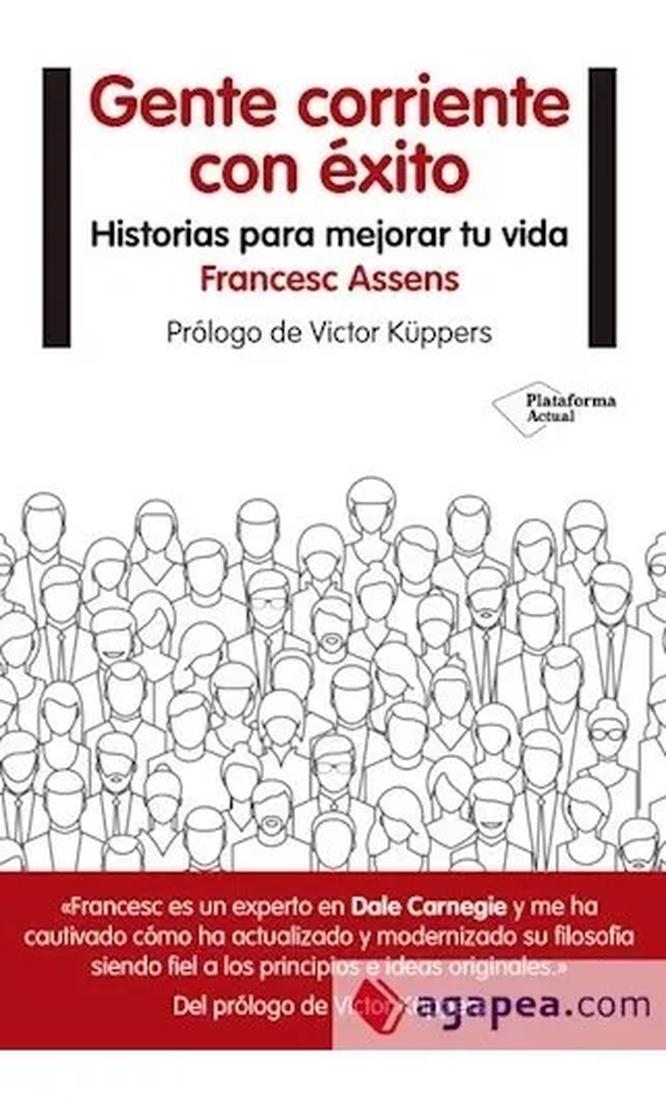 Gente corriente
con éxito
Historias para mejorar tu vida
Francesc Assens
Prólogo de Victor Küppers
Plataforma
Actual
«Francesc es un experto en Dale Carnegie y me ha
cautivado cómo ha actualizado y modernizado su filosofía
siendo fiel a los principios e ideas originales.»
Del prólogo de Victor Küppers
agapea.com